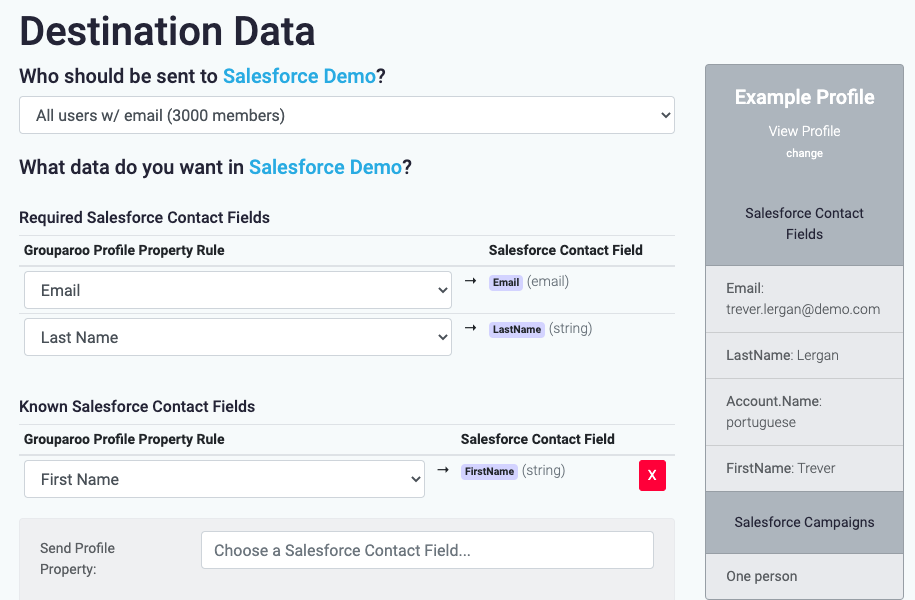 Destination Data
Who should be sent to Salesforce Demo?
All users w/ email (3000 members)
What data do you want in Salesforce Demo?
Required Salesforce Contact Fields
Grouparoo Profile Property Rule Salesforce Contact Field
Email → Email (email)
Last Name → LastName (string)
Known Salesforce Contact Fields
Grouparoo Profile Property Rule Salesforce Contact Field
First Name → FirstName (string) X
Send Profile
Property:
Choose a Salesforce Contact Field...
Example Profile
View Profile
change
Salesforce Contact
Fields
Email:
trever.lergan@demo.com
LastName: Lergan
Account.Name:
portuguese
FirstName: Trever
Salesforce Campaigns
One person